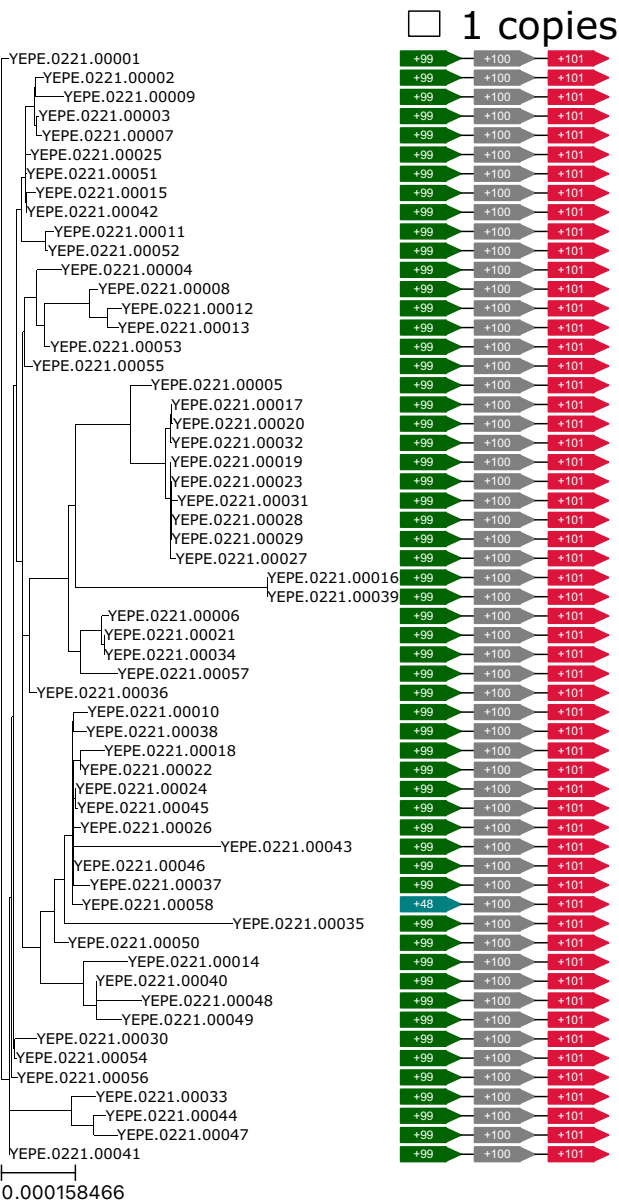 1 copies
YEPE.0221.00001 +99 +100 +101
YEPE.0221.00002 +99 +100 +101
YEPE.0221.00009 +99 +100 +101
YEPE.0221.00003 +99 +100 +101
YEPE.0221.00007 +99 +100 +101
YEPE.0221.00025 +99 +100 +101
YEPE.0221.00051 +99 +100 +101
YEPE.0221.00015 +99 +100 +101
YEPE.0221.00042 +99 +100 +101
YEPE.0221.00011 +99 +100 +101
YEPE.0221.00052 +99 +100 +101
YEPE.0221.00004 +99 +100 +101
YEPE.0221.00008 +99 +100 +101
YEPE.0221.00012 +99 +100 +101
YEPE.0221.00013 +99 +100 +101
YEPE.0221.00053 +99 +100 +101
YEPE.0221.00055 +99 +100 +101
YEPE.0221.00005 +99 +100 +101
YEPE.0221.00017 +99 +100 +101
YEPE.0221.00020 +99 +100 +101
YEPE.0221.00032 +99 +100 +101
YEPE.0221.00019 +99 +100 +101
YEPE.0221.00023 +99 +100 +101
YEPE.0221.00031 +99 +100 +101
YEPE.0221.00028 +99 +100 +101
YEPE.0221.00029 +99 +100 +101
YEPE.0221.00027 +99 +100 +101
YEPE.0221.00016 +99 +100 +101
YEPE.0221.00039 +99 +100 +101
YEPE.0221.00006 +99 +100 +101
YEPE.0221.00021 +99 +100 +101
YEPE.0221.00034 +99 +100 +101
YEPE.0221.00057 +99 +100 +101
YEPE.0221.00036 +99 +100 +101
YEPE.0221.00010 +99 +100 +101
YEPE.0221.00038 +99 +100 +101
YEPE.0221.00018 +99 +100 +101
YEPE.0221.00022 +99 +100 +101
YEPE.0221.00024 +99 +100 +101
YEPE.0221.00045 +99 +100 +101
YEPE.0221.00026 +99 +100 +101
YEPE.0221.00043 +99 +100 +101
YEPE.0221.00046 +99 +100 +101
YEPE.0221.00037 +99 +100 +101
YEPE.0221.00058 +48 +100 +101
YEPE.0221.00035 +99 +100 +101
YEPE.0221.00050 +99 +100 +101
YEPE.0221.00014 +99 +100 +101
YEPE.0221.00040 +99 +100 +101
YEPE.0221.00048 +99 +100 +101
YEPE.0221.00049 +99 +100 +101
YEPE.0221.00030 +99 +100 +101
YEPE.0221.00054 +99 +100 +101
YEPE.0221.00056 +99 +100 +101
YEPE.0221.00033 +99 +100 +101
YEPE.0221.00044 +99 +100 +101
YEPE.0221.00047 +99 +100 +101
YEPE.0221.00041 +99 +100 +101
0.000158466